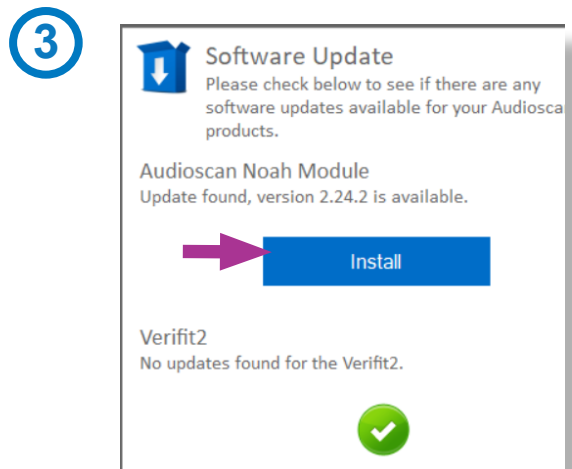 3
Software Update
Please check below to see if there are any
software updates available for your Audiosca
products.
Audioscan Noah Module
Update found, version 2.24.2 is available.
Install
Verifit2
No updates found for the Verifit2.